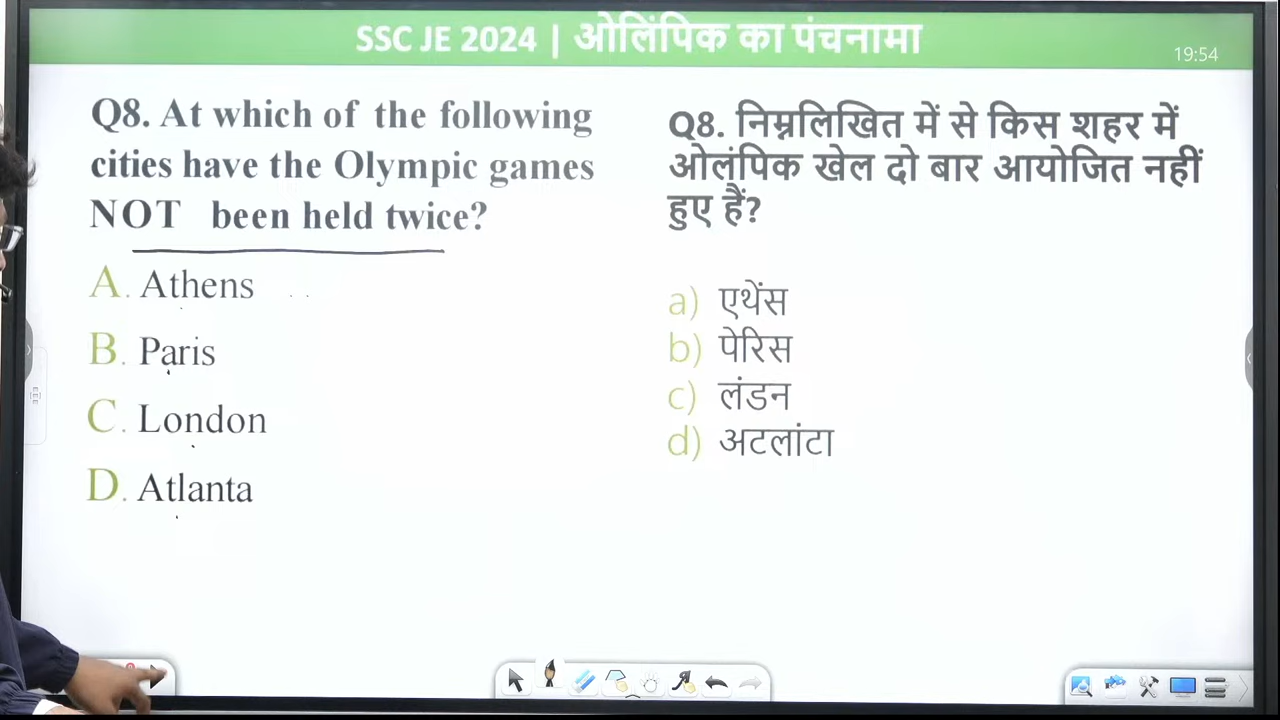 SSC JE 2024 | ओलिंपिक का पंचनामा
19:54
Q8. At which of the following
cities have the Olympic games
NOT been held twice?
A. Athens
B. Paris
C. London
D. Atlanta
Q8. निम्नलिखित में से किस शहर में
ओलंपिक खेल दो बार आयोजित नहीं
हुए हैं?
a) एथेंस
b) पेरिस
c) लंडन
d) अटलांटा